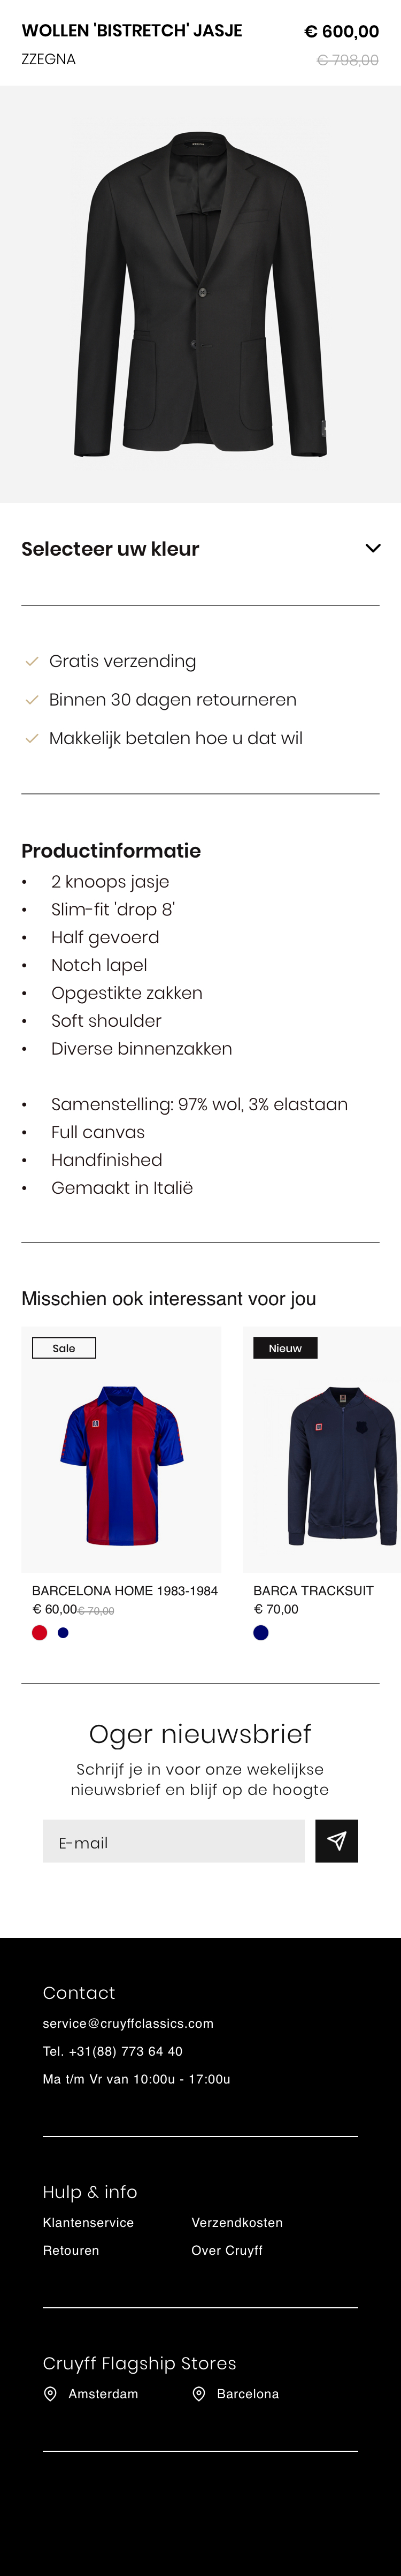 WOLLEN 'BISTRETCH' JASJE € 600,00
ZZEGNA € 798,00
Selecteer uw kleur
Gratis verzending
Binnen 30 dagen retourneren
Makkelijk betalen hoe u dat wil
Productinformatie
• 2 knoops jasje
• Slim-fit 'drop 8'
• Half gevoerd
• Notch lapel
• Opgestikte zakken
• Soft shoulder
• Diverse binnenzakken
• Samenstelling: 97% wol, 3% elastaan
• Full canvas
• Handfinished
• Gemaakt in Italië
Misschien ook interessant voor jou
Sale
Nieuw
BARCELONA HOME 1983-1984
€ 60,00 € 70,00
BARCA TRACKSUIT
€ 70,00
Oger nieuwsbrief
Schrijf je in voor onze wekelijkse
nieuwsbrief en blijf op de hoogte
E-mail
Contact
service@cruyffclassics.com
Tel. +31(88) 773 64 40
Ma t/m Vr van 10:00u - 17:00u
Hulp & info
Klantenservice Verzendkosten
Retouren Over Cruyff
Cruyff Flagship Stores
Amsterdam Barcelona